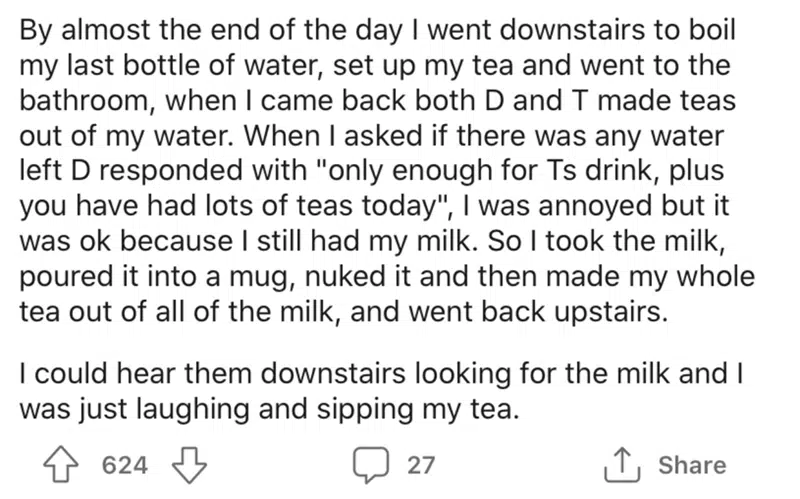 By almost the end of the day I went downstairs to boil
my last bottle of water, set up my tea and went to the
bathroom, when I came back both D and T made teas
out of my water. When I asked if there was any water
left D responded with "only enough for Ts drink, plus
you have had lots of teas today", I was annoyed but it
was ok because I still had my milk. So I took the milk,
poured it into a mug, nuked it and then made my whole
tea out of all of the milk, and went back upstairs.
I could hear them downstairs looking for the milk and I
was just laughing and sipping my tea.
624 27 Share